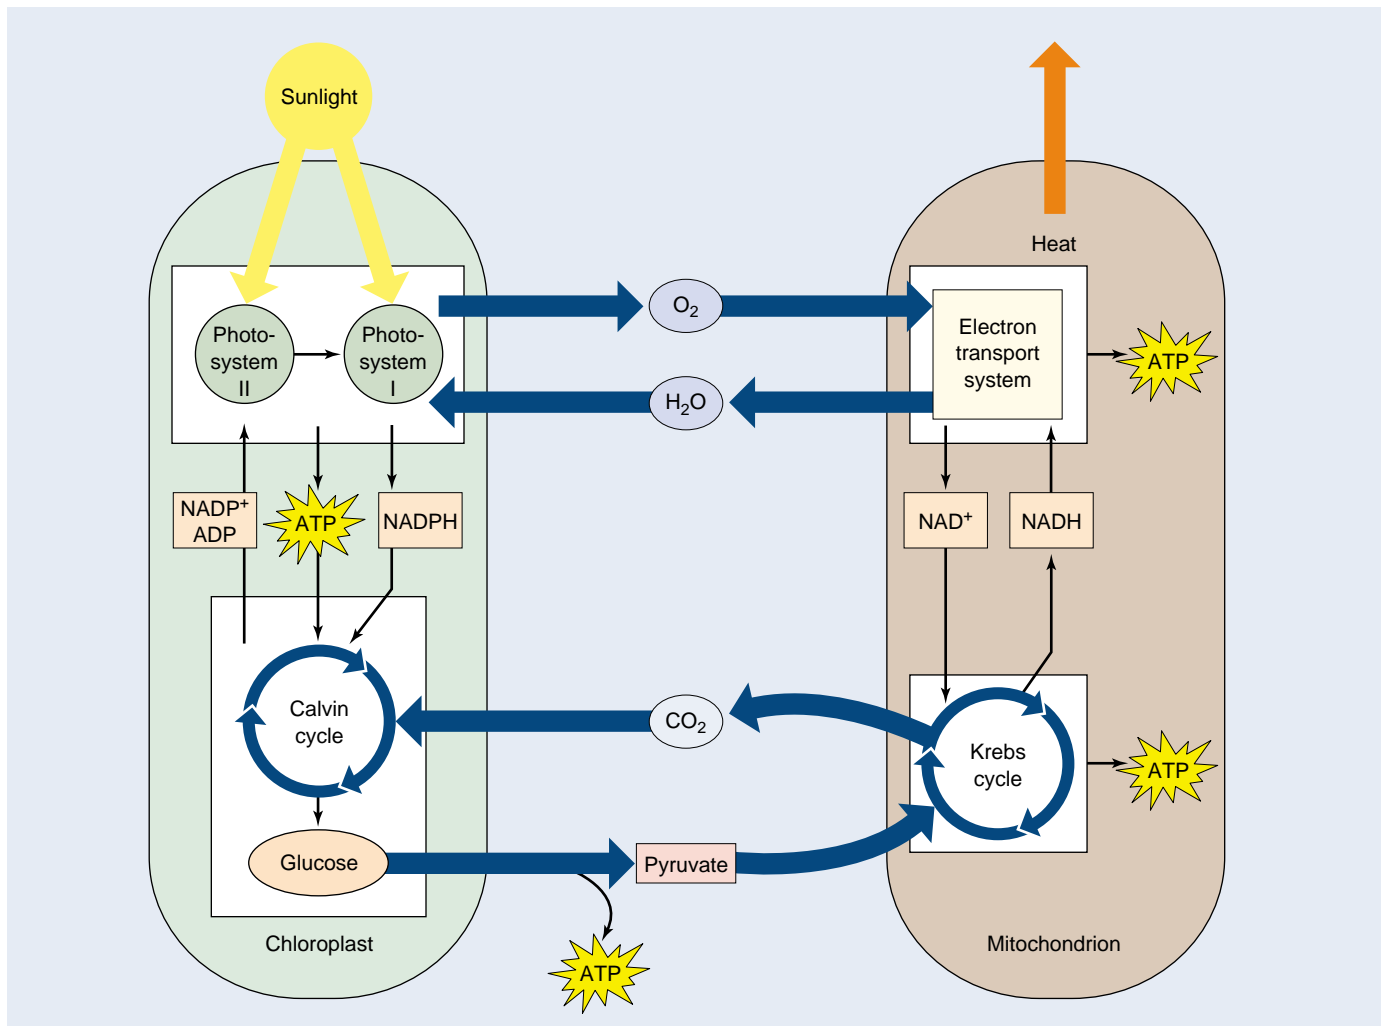 Sunlight
Heat
Photo-
system
II
Photo-
system
I
O₂
H₂O
Electron
transport
system
ATP
NADP⁺
ADP
ATP
NADPH
NAD⁺
NADH
Calvin
cycle
CO₂
Krebs
cycle
ATP
Glucose
Pyruvate
ATP
Chloroplast
Mitochondrion